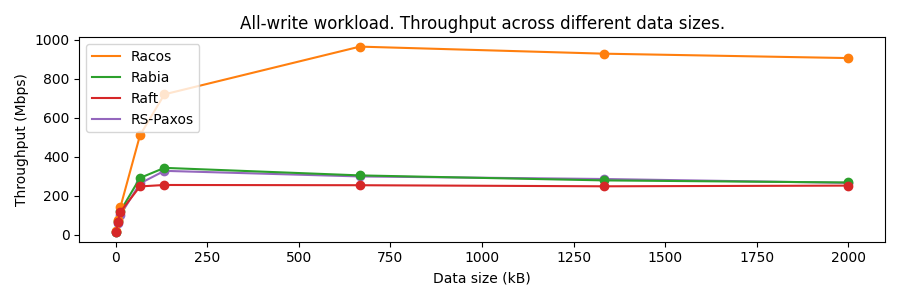 All-write workload. Throughput across different data sizes.
Throughput (Mbps)
1000
800
600
400
200
0
Racos
Rabia
Raft
RS-Paxos
0 250 500 750 1000 1250 1500 1750 2000
Data size (kB)